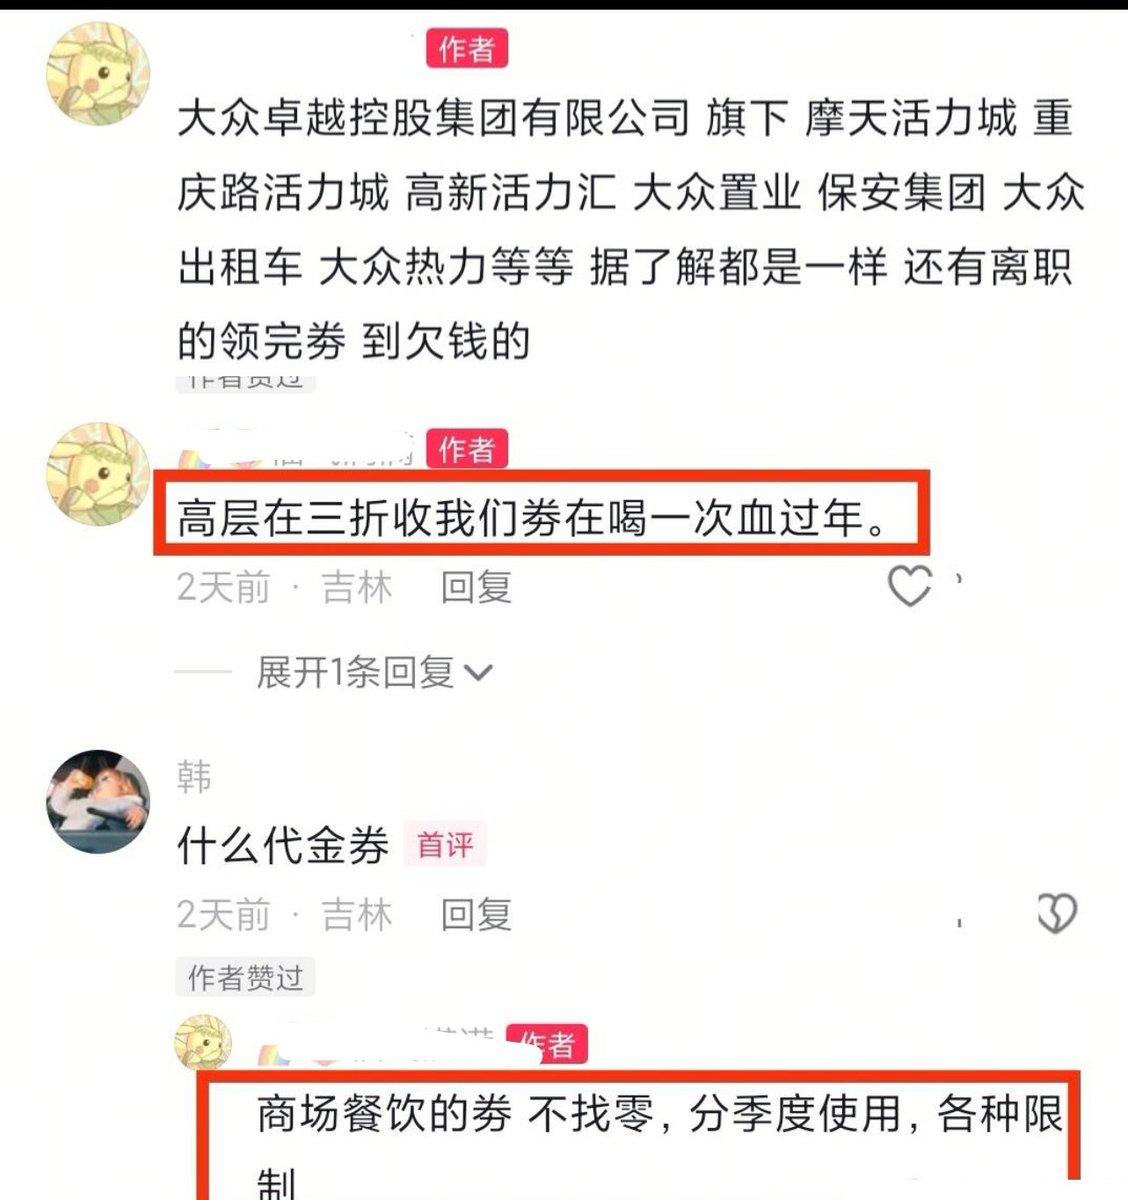 作者
大众卓越控股集团有限公司 旗下 摩天活力城 重
庆路活力城 高新活力汇 大众置业 保安集团 大众
出租车 大众热力等等 据了解都是一样 还有离职
的领完劵 到欠钱的
作者赞过
作者
高层在三折收我们劵在喝一次血过年。
2天前 · 吉林 回复
展开1条回复
韩
什么代金券 首评
2天前 · 吉林 回复
作者赞过
作者
商场餐饮的劵 不找零，分季度使用，各种限
制